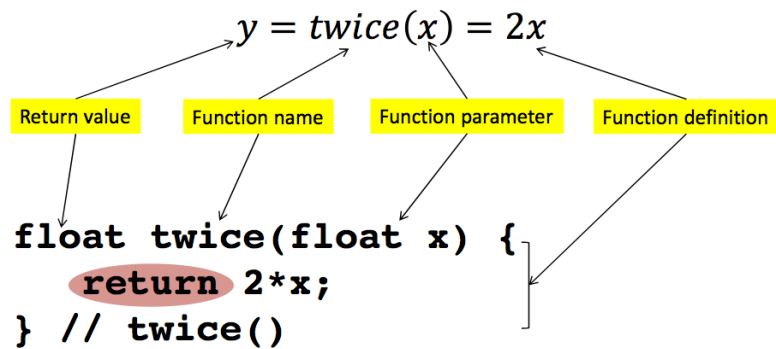 y = twice(x) = 2x
Return value
Function name
Function parameter
Function definition
float twice(float x) {
return 2*x;
} // twice()